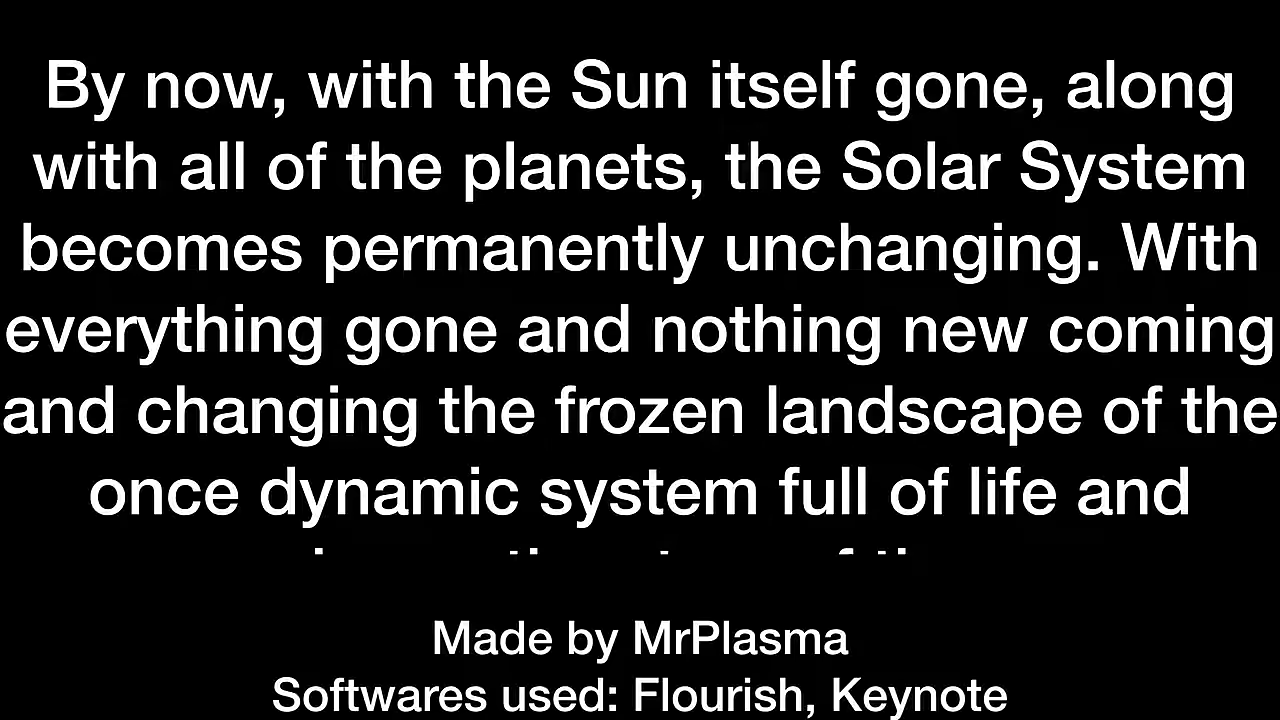 By now, with the Sun itself gone, along
with all of the planets, the Solar System
becomes permanently unchanging. With
everything gone and nothing new coming
and changing the frozen landscape of the
once dynamic system full of life and
Made by MrPlasma
Softwares used: Flourish, Keynote